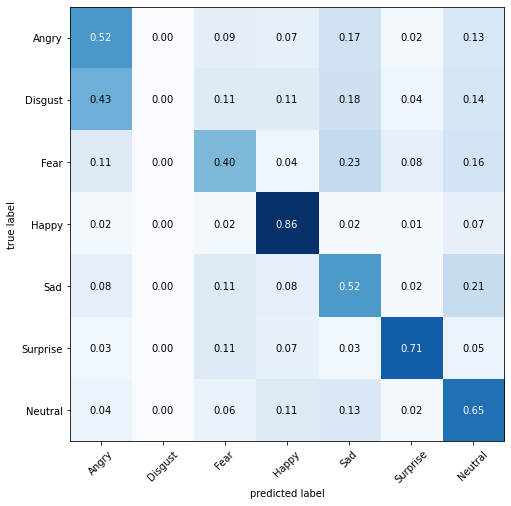 true label
Angry 0.52 0.00 0.09 0.07 0.17 0.02 0.13
Disgust 0.43 0.00 0.11 0.11 0.18 0.04 0.14
Fear 0.11 0.00 0.40 0.04 0.23 0.08 0.16
Happy 0.02 0.00 0.02 0.86 0.02 0.01 0.07
Sad 0.08 0.00 0.11 0.08 0.52 0.02 0.21
Surprise 0.03 0.00 0.11 0.07 0.03 0.71 0.05
Neutral 0.04 0.00 0.06 0.11 0.13 0.02 0.65
Angry Disgust Fear Happy Sad Surprise Neutral
predicted label